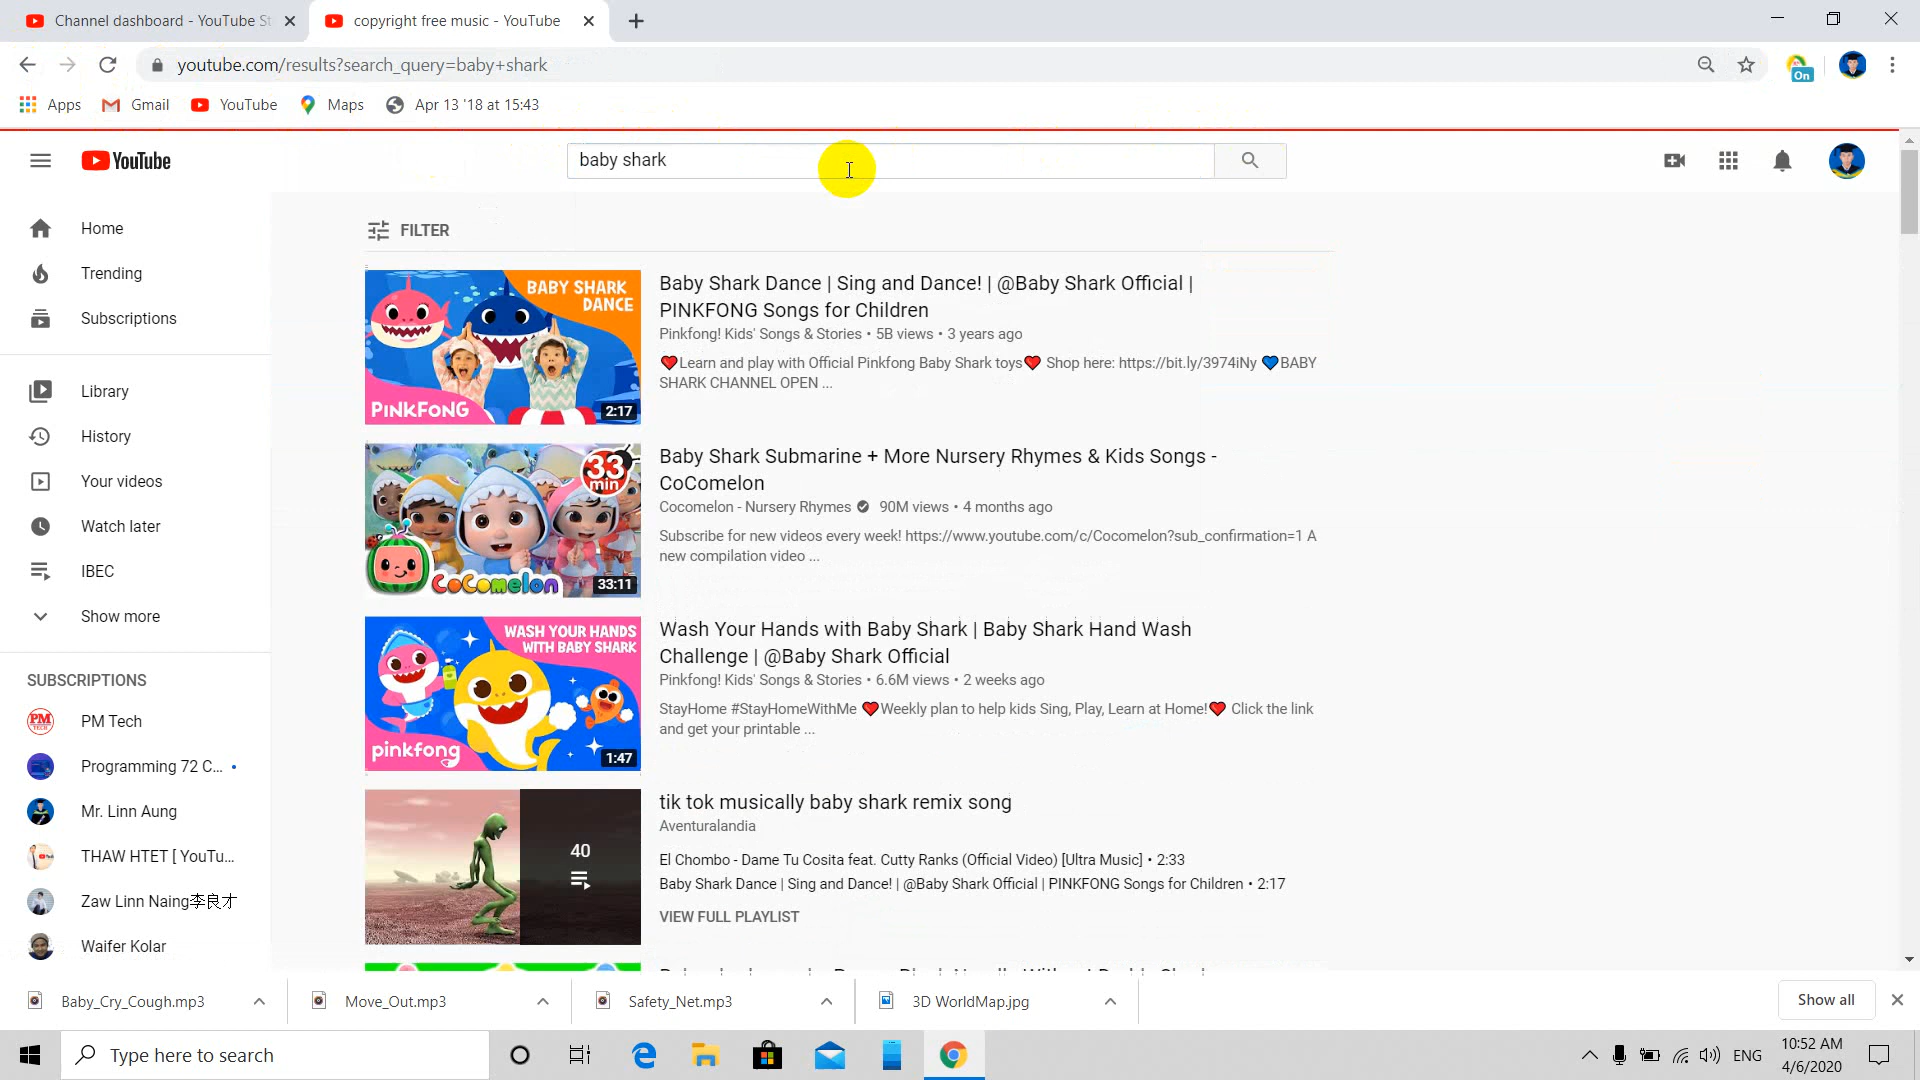 Channel dashboard - YouTube St
copyright free music - YouTube
youtube.com/results?search_query=baby+shark
On
Apps
Gmail
YouTube
Maps
Apr 13 '18 at 15:43
YouTube
baby shark
Home
Trending
Subscriptions
Library
History
Your videos
Watch later
IBEC
Show more
SUBSCRIPTIONS
PM Tech
Programming 72 C...
Mr. Linn Aung
THAW HTET [ YouTu...
Zaw Linn Naing李良才
Waifer Kolar
FILTER
BABY SHARK
DANCE
PINKFONG
2:17
Baby Shark Dance | Sing and Dance! | @Baby Shark Official |
PINKFONG Songs for Children
Pinkfong! Kids' Songs & Stories • 5B views • 3 years ago
❤️Learn and play with Official Pinkfong Baby Shark toys❤️ Shop here: https://bit.ly/3974iNy 💙BABY
SHARK CHANNEL OPEN ...
33
min
CoComelon
33:11
Baby Shark Submarine + More Nursery Rhymes & Kids Songs -
CoComelon
Cocomelon - Nursery Rhymes 90M views • 4 months ago
Subscribe for new videos every week! https://www.youtube.com/c/Cocomelon?sub_confirmation=1 A
new compilation video ...
WASH YOUR HANDS
WITH BABY SHARK
pinkfong
1:47
Wash Your Hands with Baby Shark | Baby Shark Hand Wash
Challenge | @Baby Shark Official
Pinkfong! Kids' Songs & Stories • 6.6M views • 2 weeks ago
StayHome #StayHomeWithMe ❤️Weekly plan to help kids Sing, Play, Learn at Home!❤️ Click the link
and get your printable ...
40
tik tok musically baby shark remix song
Aventuralandia
El Chombo - Dame Tu Cosita feat. Cutty Ranks (Official Video) [Ultra Music] • 2:33
Baby Shark Dance | Sing and Dance! | @Baby Shark Official | PINKFONG Songs for Children • 2:17
VIEW FULL PLAYLIST
Baby_Cry_Cough.mp3
Move_Out.mp3
Safety_Net.mp3
3D WorldMap.jpg
Show all
Type here to search
ENG
10:52 AM
4/6/2020